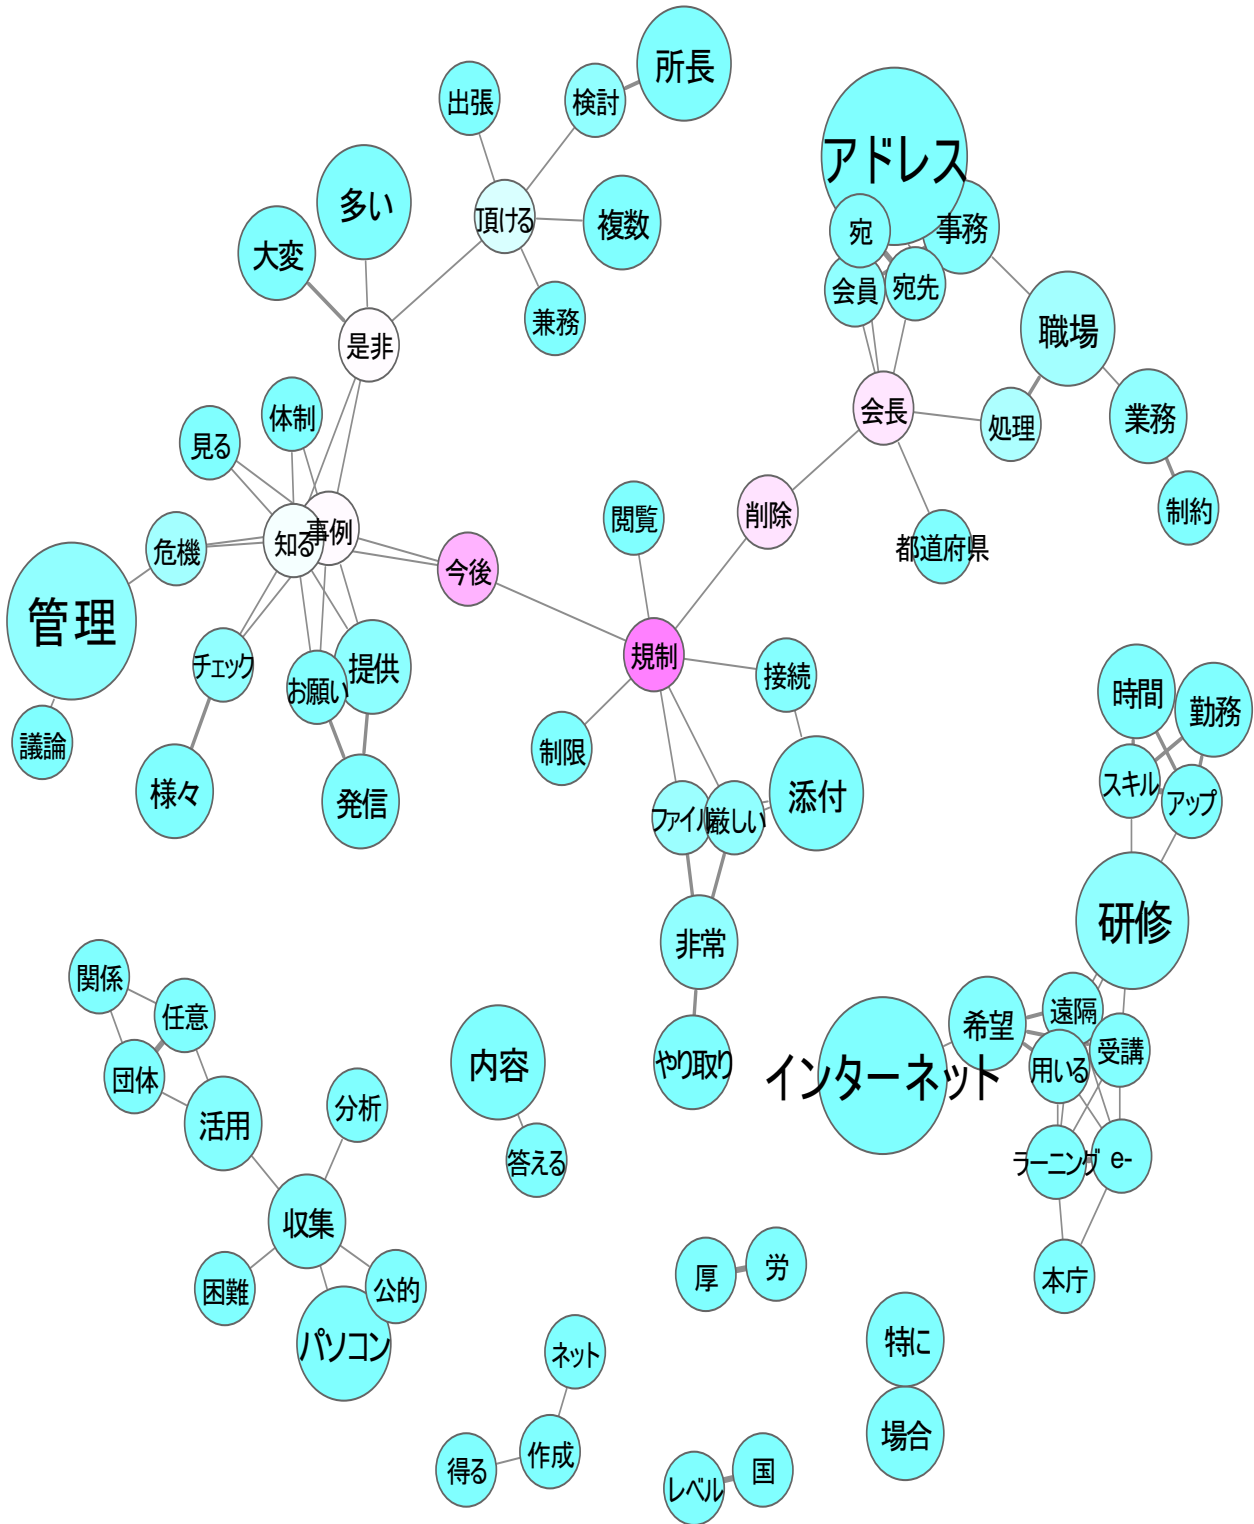 所長
出張
検討
アドレス
多い
頂ける
複数
事務
宛
大変
会員
宛先
兼務
職場
是非
体制
会長
業務
処理
見る
閲覧
削除
制約
事例
知る
危機
都道府県
今後
管理
規制
チェック
提供
お願い
接続
時間
勤務
議論
制限
スキル
アップ
様々
発信
添付
ファイル
厳しい
研修
非常
関係
任意
希望
遠隔
やり取り
内容
インターネット
受講
用いる
団体
活用
分析
答える
ラーニング
e-
収集
困難
公的
厚
労
本庁
パソコン
ネット
特に
場合
作成
得る
レベル
国